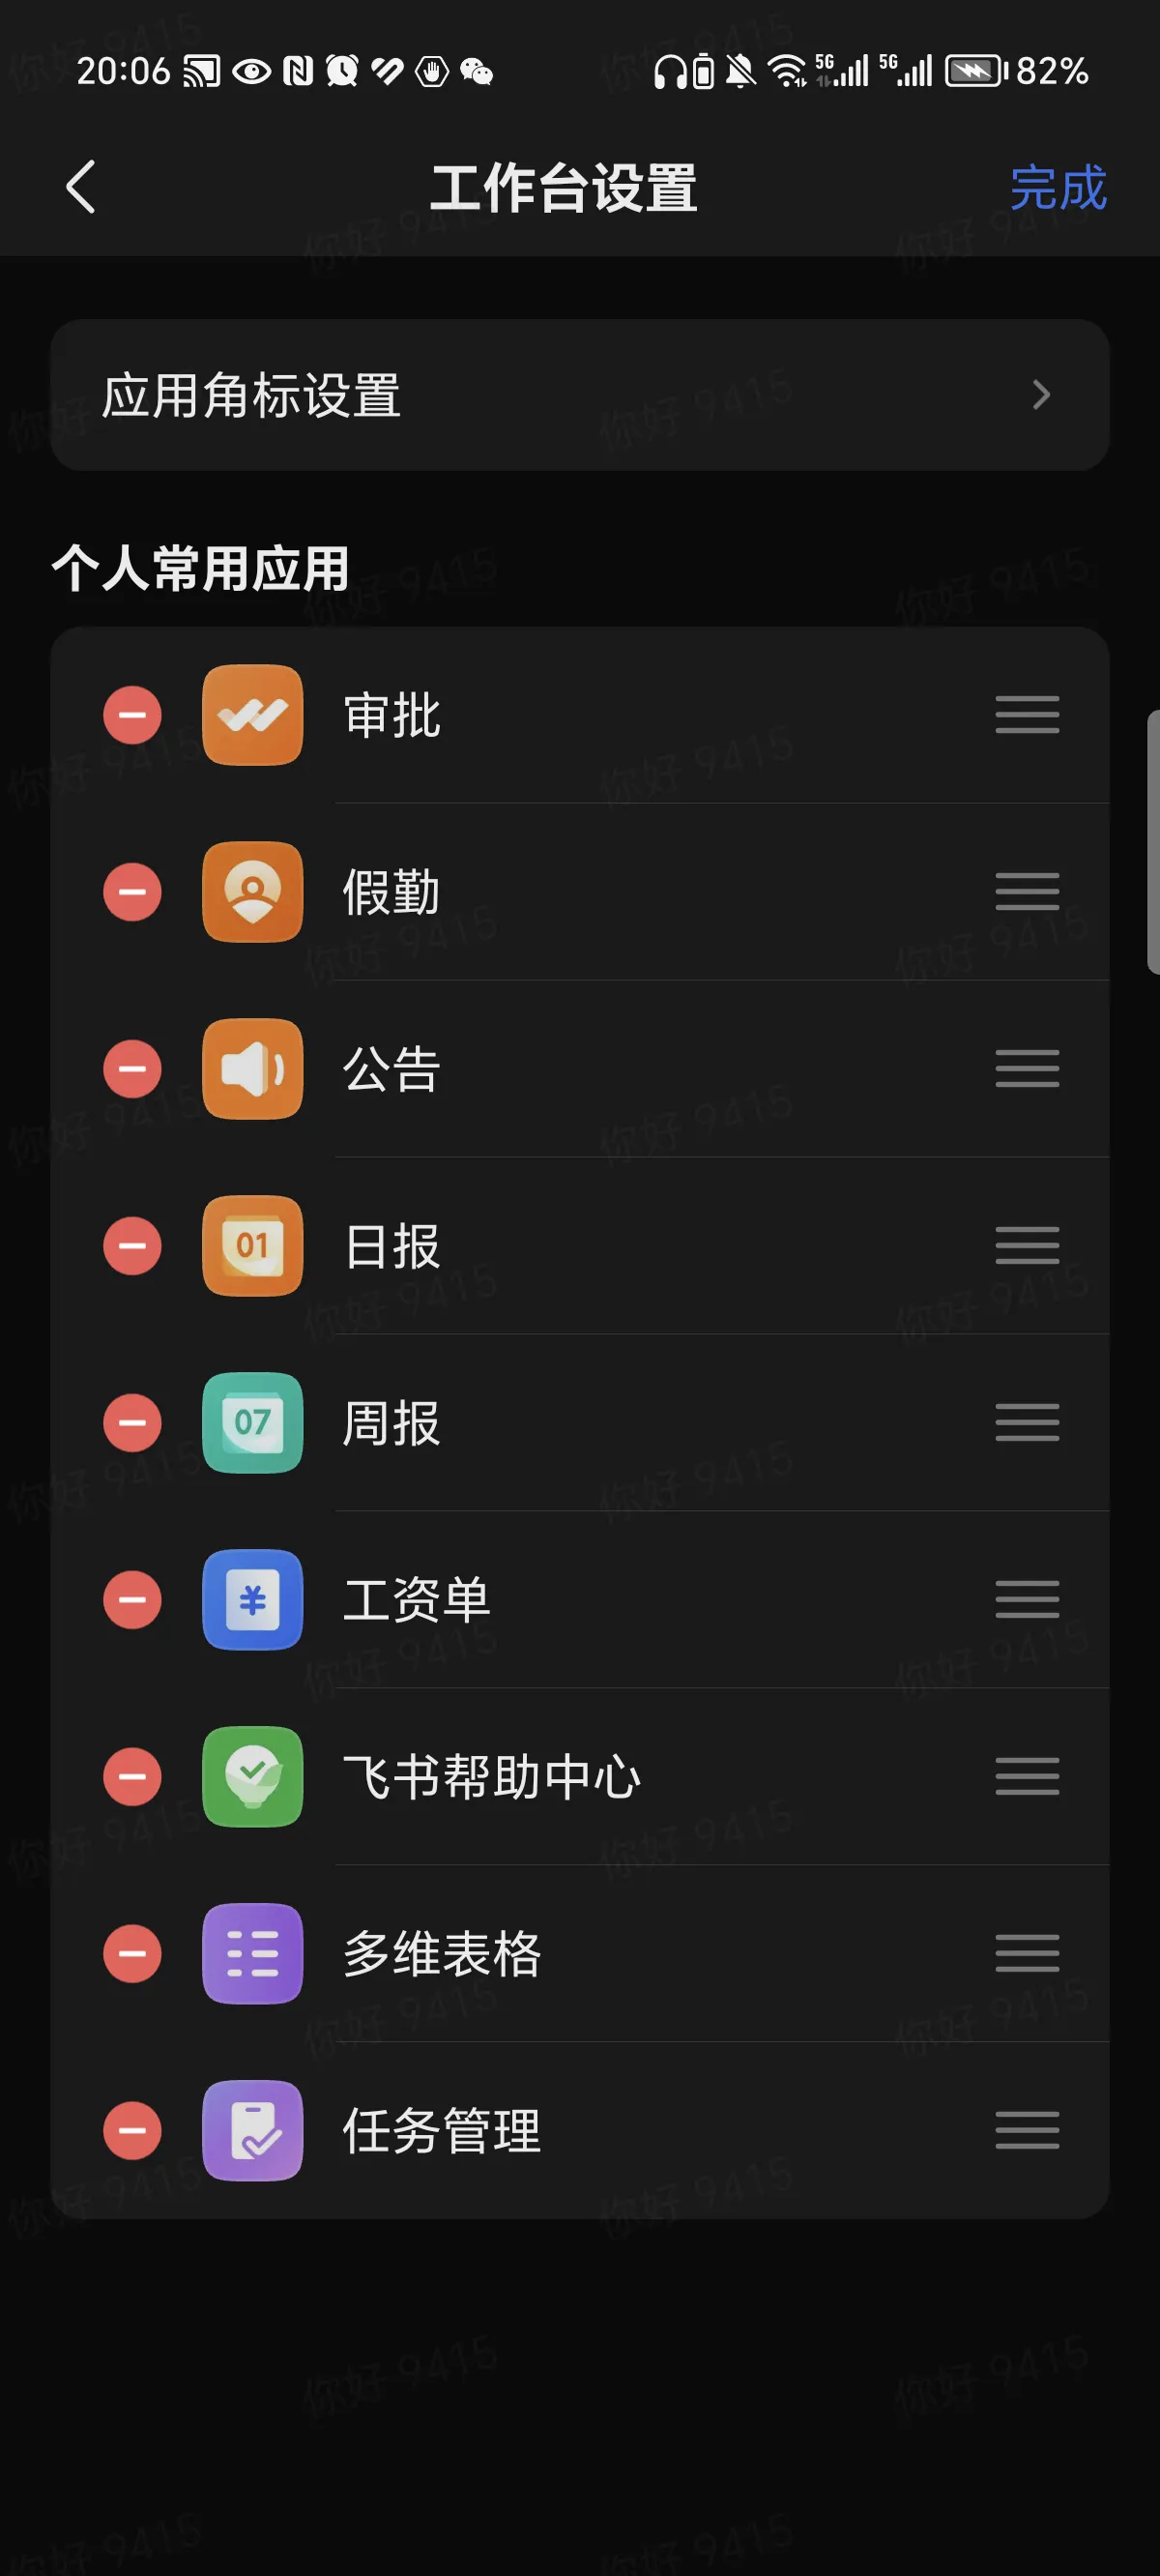 20:06 5G 5G 82%
工作台设置 完成
应用角标设置
个人常用应用
审批
假勤
公告
01 日报
07 周报
¥ 工资单
飞书帮助中心
多维表格
任务管理
你好 9415